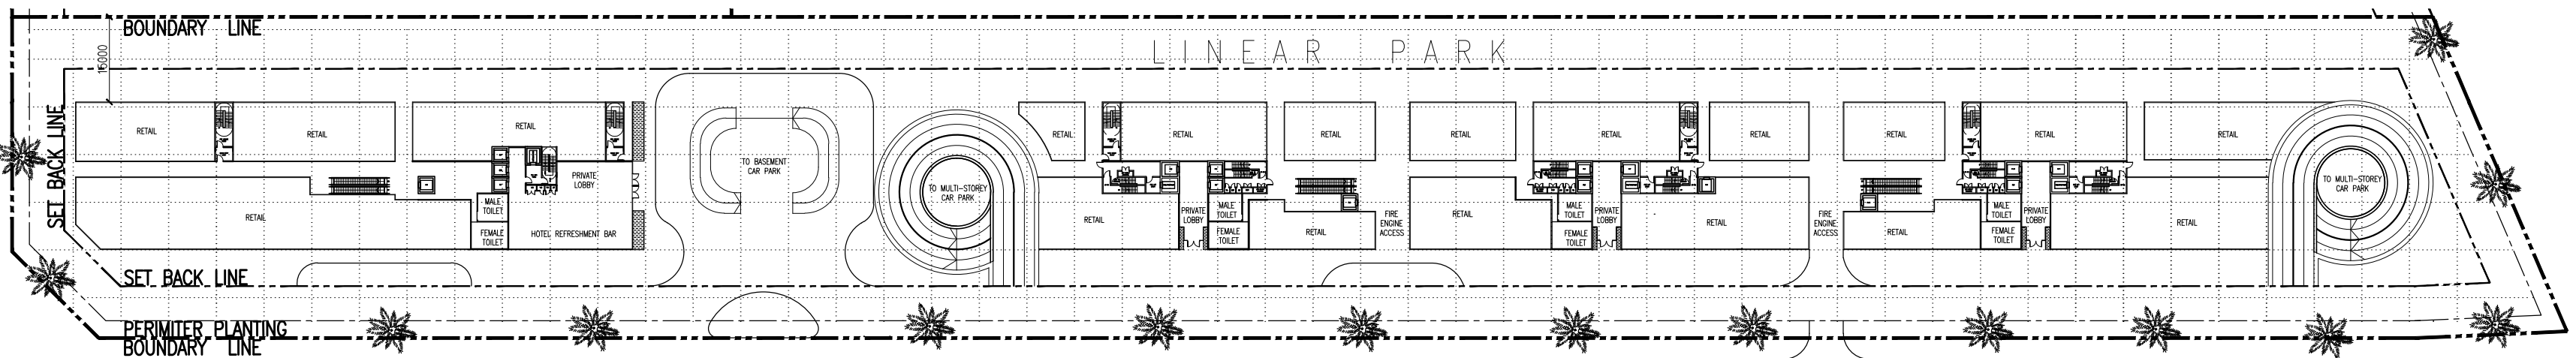 BOUNDARY LINE
LINEAR PARK
15000
SET BACK LINE
RETAIL
RETAIL
RETAIL
RETAIL
RETAIL
RETAIL
RETAIL
RETAIL
RETAIL
RETAIL
RETAIL
RETAIL
TO BASEMENT
CAR PARK
PRIVATE
LOBBY
TO MULTI-STOREY
CAR PARK
TO MULTI-STOREY
CAR PARK
MALE
TOILET
FEMALE
TOILET
RETAIL
HOTEL REFRESHMENT BAR
RETAIL
PRIVATE
LOBBY
MALE
TOILET
FEMALE
TOILET
RETAIL
FIRE
ENGINE
ACCESS
RETAIL
MALE
TOILET
FEMALE
TOILET
PRIVATE
LOBBY
RETAIL
FIRE
ENGINE
ACCESS
RETAIL
MALE
TOILET
FEMALE
TOILET
PRIVATE
LOBBY
RETAIL
SET BACK LINE
PERIMITER PLANTING
BOUNDARY LINE